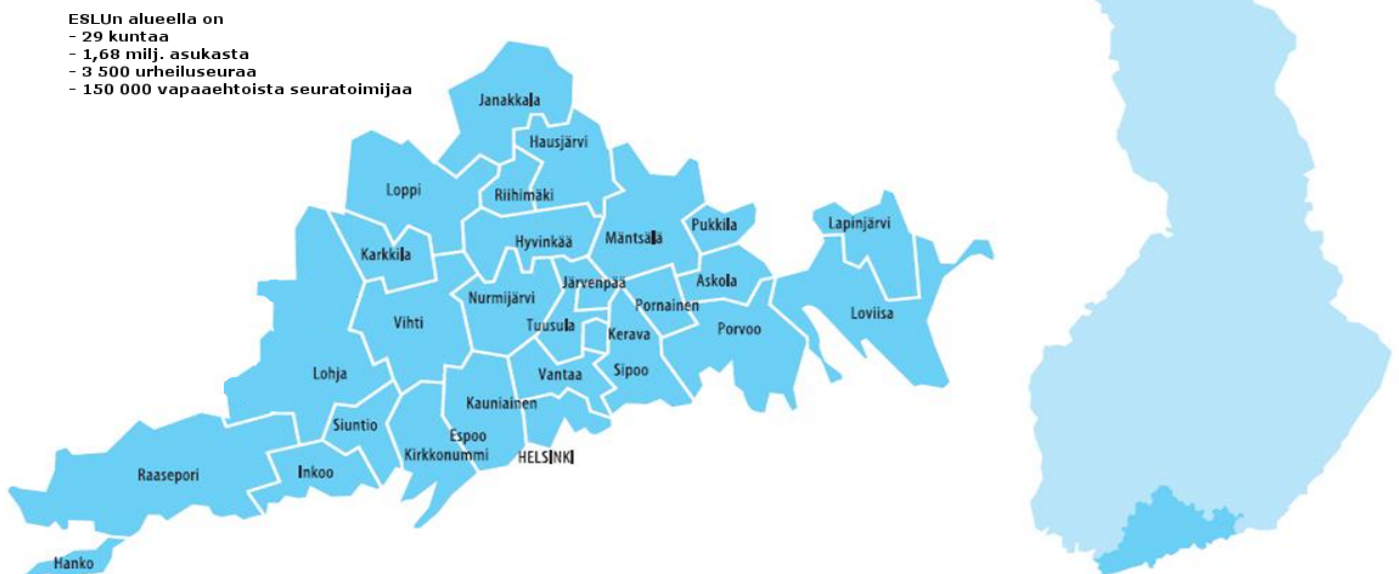 ESLUn alueella on
- 29 kuntaa
- 1,68 milj. asukasta
- 3 500 urheiluseuraa
- 150 000 vapaaehtoista seuratoimijaa
Janakkala
Hausjärvi
Loppi
Riihimäki
Pukkila
Lapinjärvi
Hyvinkää
Mäntsälä
Karkkila
Järvenpää
Askola
Nurmijärvi
Pornainen
Loviisa
Vihti
Tuusula
Kerava
Porvoo
Lohja
Vantaa
Sipoo
Kauniainen
Siuntio
Espoo
Kirkkonummi
HELSINKI
Raasepori
Inkoo
Hanko